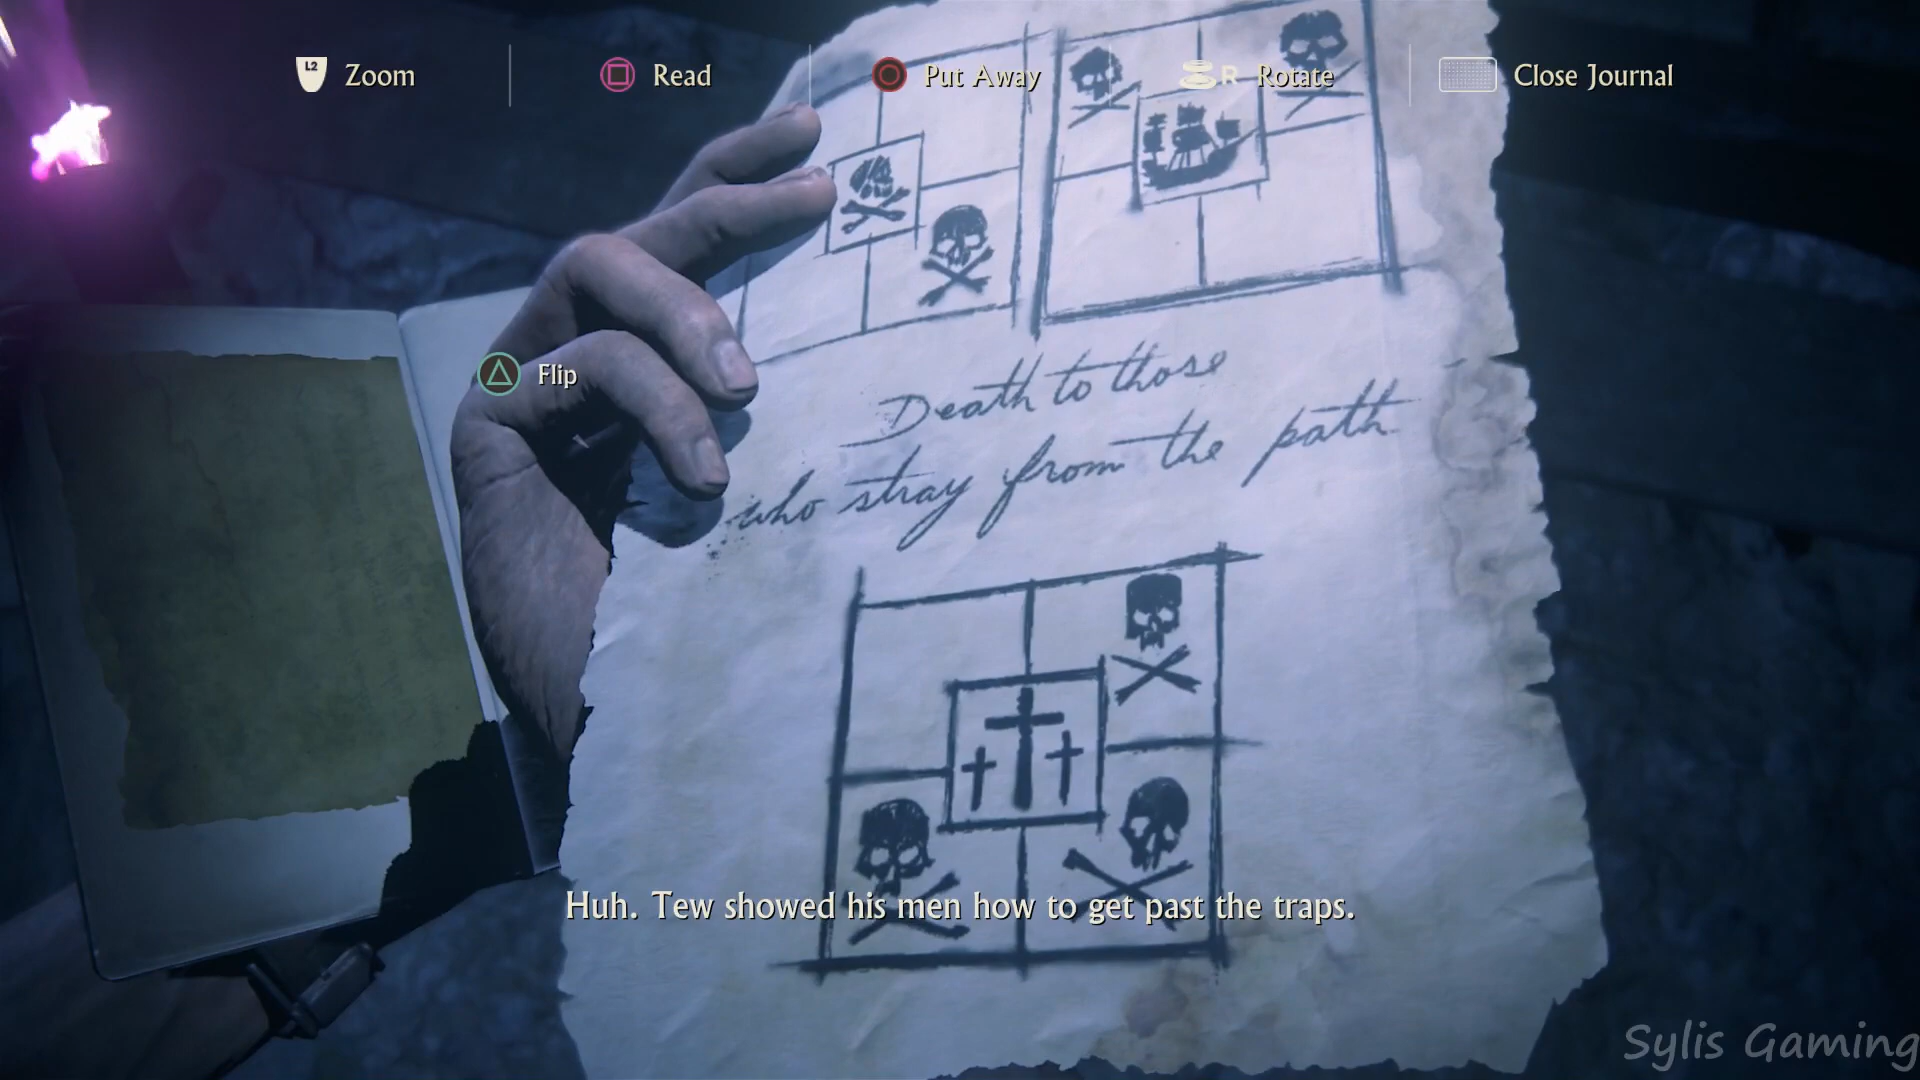 L2 Zoom
Read
Put Away
R Rotate
Close Journal
Flip
Death to those
who stray from the path
Huh. Tew showed his men how to get past the traps.
Sylis Gaming